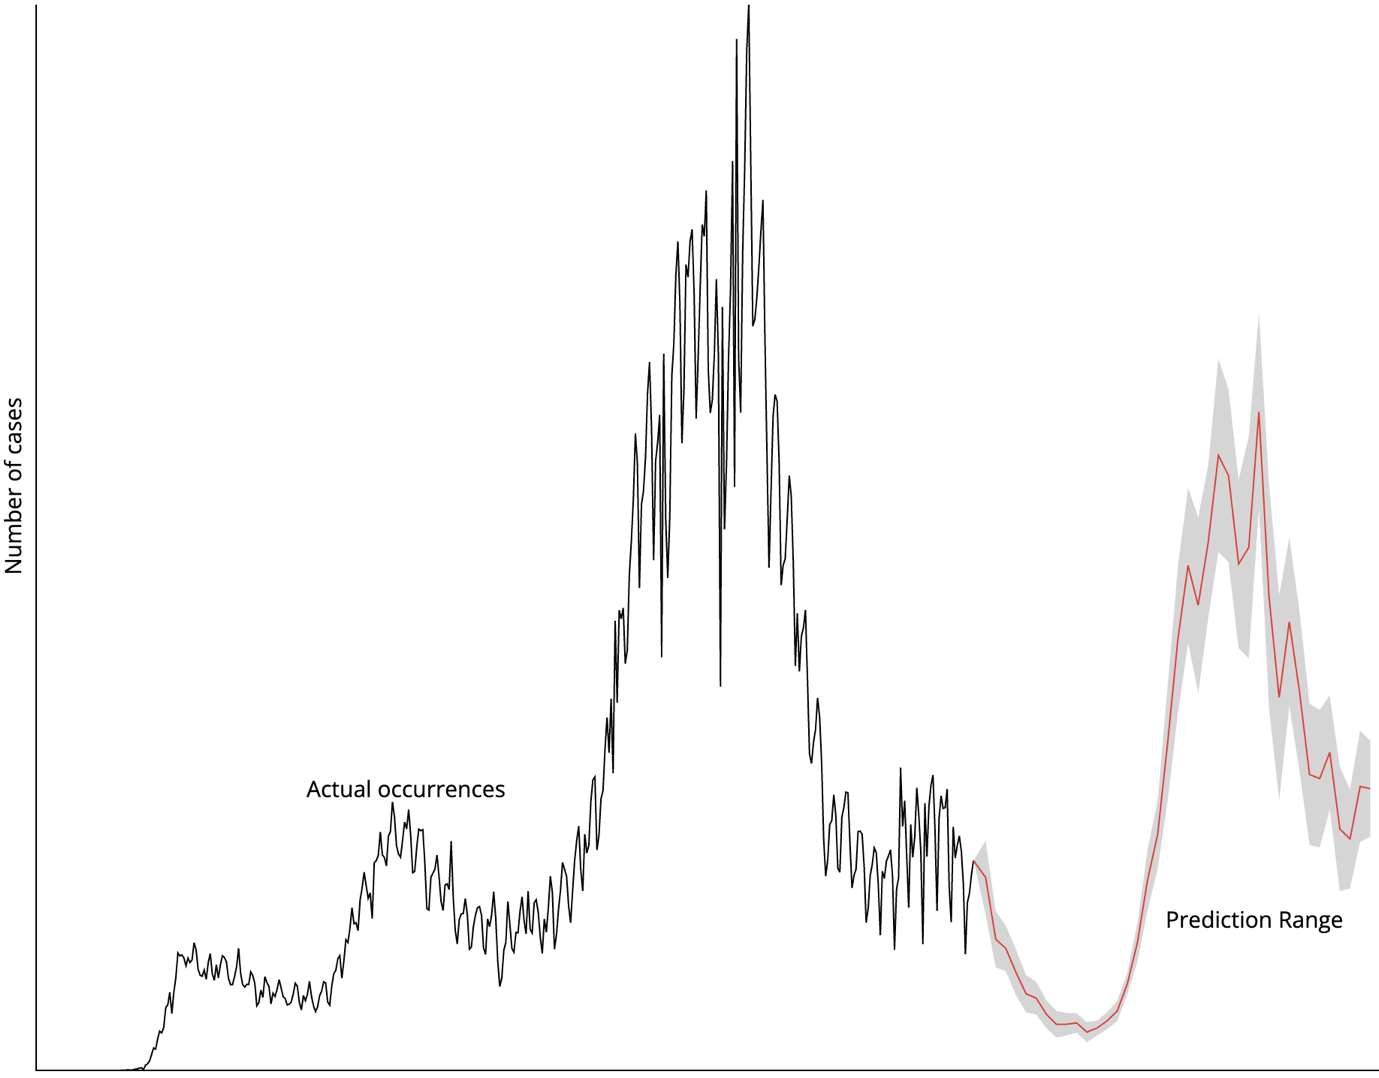 Number of cases
Actual occurrences
Prediction Range